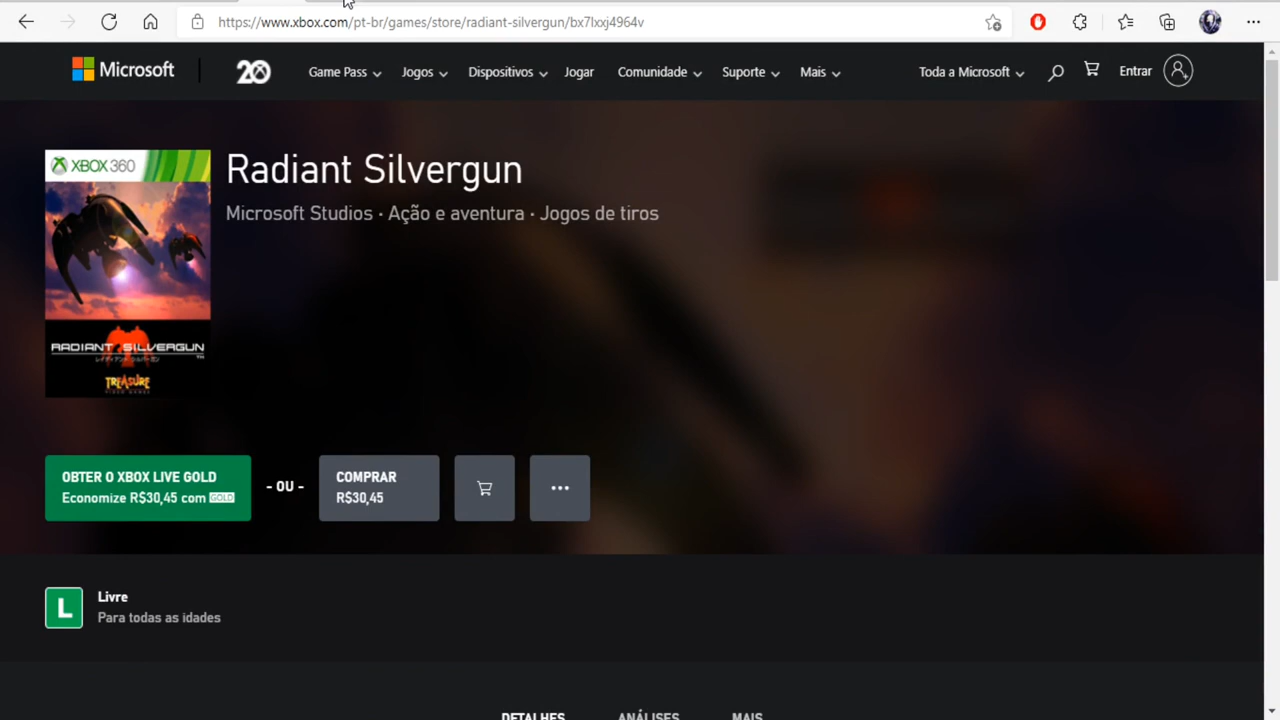 https://www.xbox.com/pt-br/games/store/radiant-silvergun/bx7lxxj4964v
Microsoft
20
Game Pass
Jogos
Dispositivos
Jogar
Comunidade
Suporte
Mais
Toda a Microsoft
Entrar
XBOX 360
RADIANT SILVERGUN
TREASURE
VIDEO GAMES
Radiant Silvergun
Microsoft Studios · Ação e aventura · Jogos de tiros
OBTER O XBOX LIVE GOLD
Economize R$30,45 com GOLD
- OU -
COMPRAR
R$30,45
L
Livre
Para todas as idades
DETALHES
ANÁLISES
MAIS